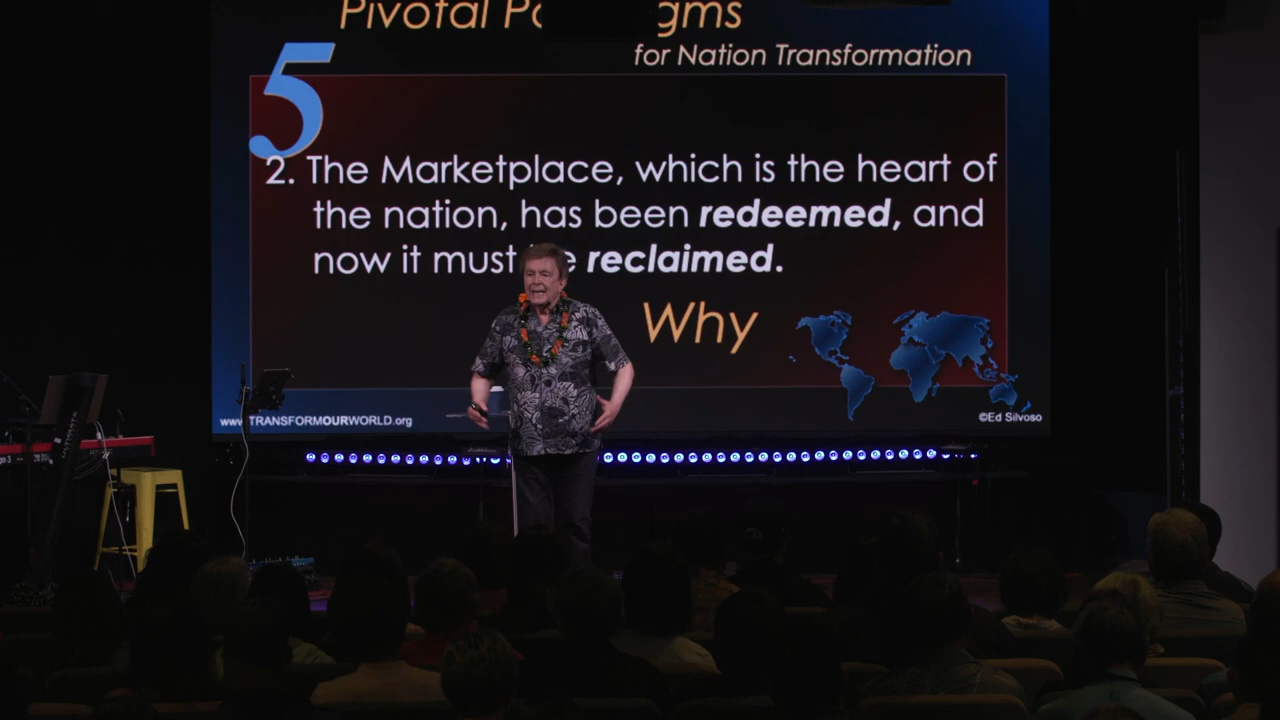 Pivotal Pa gms
for Nation Transformation
5
2. The Marketplace, which is the heart of
the nation, has been redeemed, and
now it must reclaimed.
Why
www.TRANSFORMOURWORLD.org
©Ed Silvoso